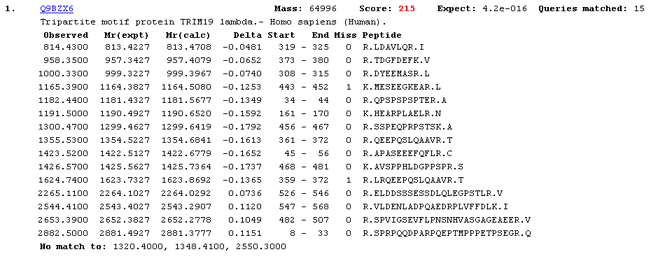 1. Q9BZX6 Mass: 64996 Score: 215 Expect: 4.2e-016 Queries matched: 15
Tripartite motif protein TRIM19 lambda.- Homo sapiens (Human).
Observed Mr(expt) Mr(calc) Delta Start End Miss Peptide
814.4300 813.4227 813.4708 -0.0481 319 - 325 0 R.LDAVLQR.I
958.3500 957.3427 957.4079 -0.0652 373 - 380 0 R.TDGFDEFK.V
1000.3300 999.3227 999.3967 -0.0740 308 - 315 0 R.DYEEMASR.L
1165.3900 1164.3827 1164.5080 -0.1253 443 - 452 1 K.MESEEGKEAR.L
1182.4400 1181.4327 1181.5677 -0.1349 34 - 44 0 R.QPSPSPSPTER.A
1191.5000 1190.4927 1190.6520 -0.1592 161 - 170 0 K.HEARPLAELR.N
1300.4700 1299.4627 1299.6419 -0.1792 456 - 467 0 R.SSPEQPRPSTSK.A
1355.5300 1354.5227 1354.6841 -0.1613 361 - 372 0 R.QEEPQSLQAAVR.T
1423.5200 1422.5127 1422.6779 -0.1652 45 - 56 0 R.APASEEEFQFLR.C
1426.5700 1425.5627 1425.7364 -0.1737 468 - 481 0 K.AVSPPHLDGPPSPR.S
1624.7400 1623.7327 1623.8692 -0.1365 359 - 372 1 R.LRQEEPQSLQAAVR.T
2265.1100 2264.1027 2264.0292 0.0736 526 - 546 0 R.ELDDSSSESSDLQLEGPSTLR.V
2544.4100 2543.4027 2543.2907 0.1120 547 - 568 0 R.VLDENLADPQAEDRPLVFFDLK.I
2653.3900 2652.3827 2652.2778 0.1049 482 - 507 0 R.SPVIGSEVFLPNSNHVASGAGEAEER.V
2882.5000 2881.4927 2881.3777 0.1151 8 - 33 0 R.SPRPQQDPARPQEPTMPPPETPSEGR.Q
No match to: 1320.4000, 1348.4100, 2550.3000